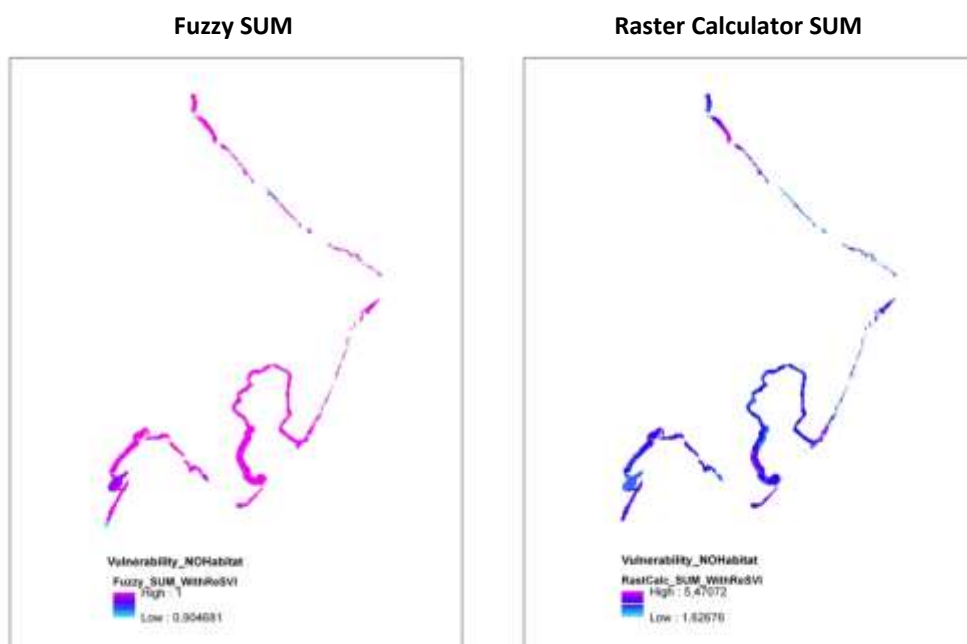 Fuzzy SUM
Raster Calculator SUM
Vulnerability_NOHabitat
Fuzzy_SUM_WithReSVI
High : 1
Low : 0.904681
Vulnerability_NOHabitat
RastCalc_SUM_WithReSVI
High : 5.47072
Low : 1.62676